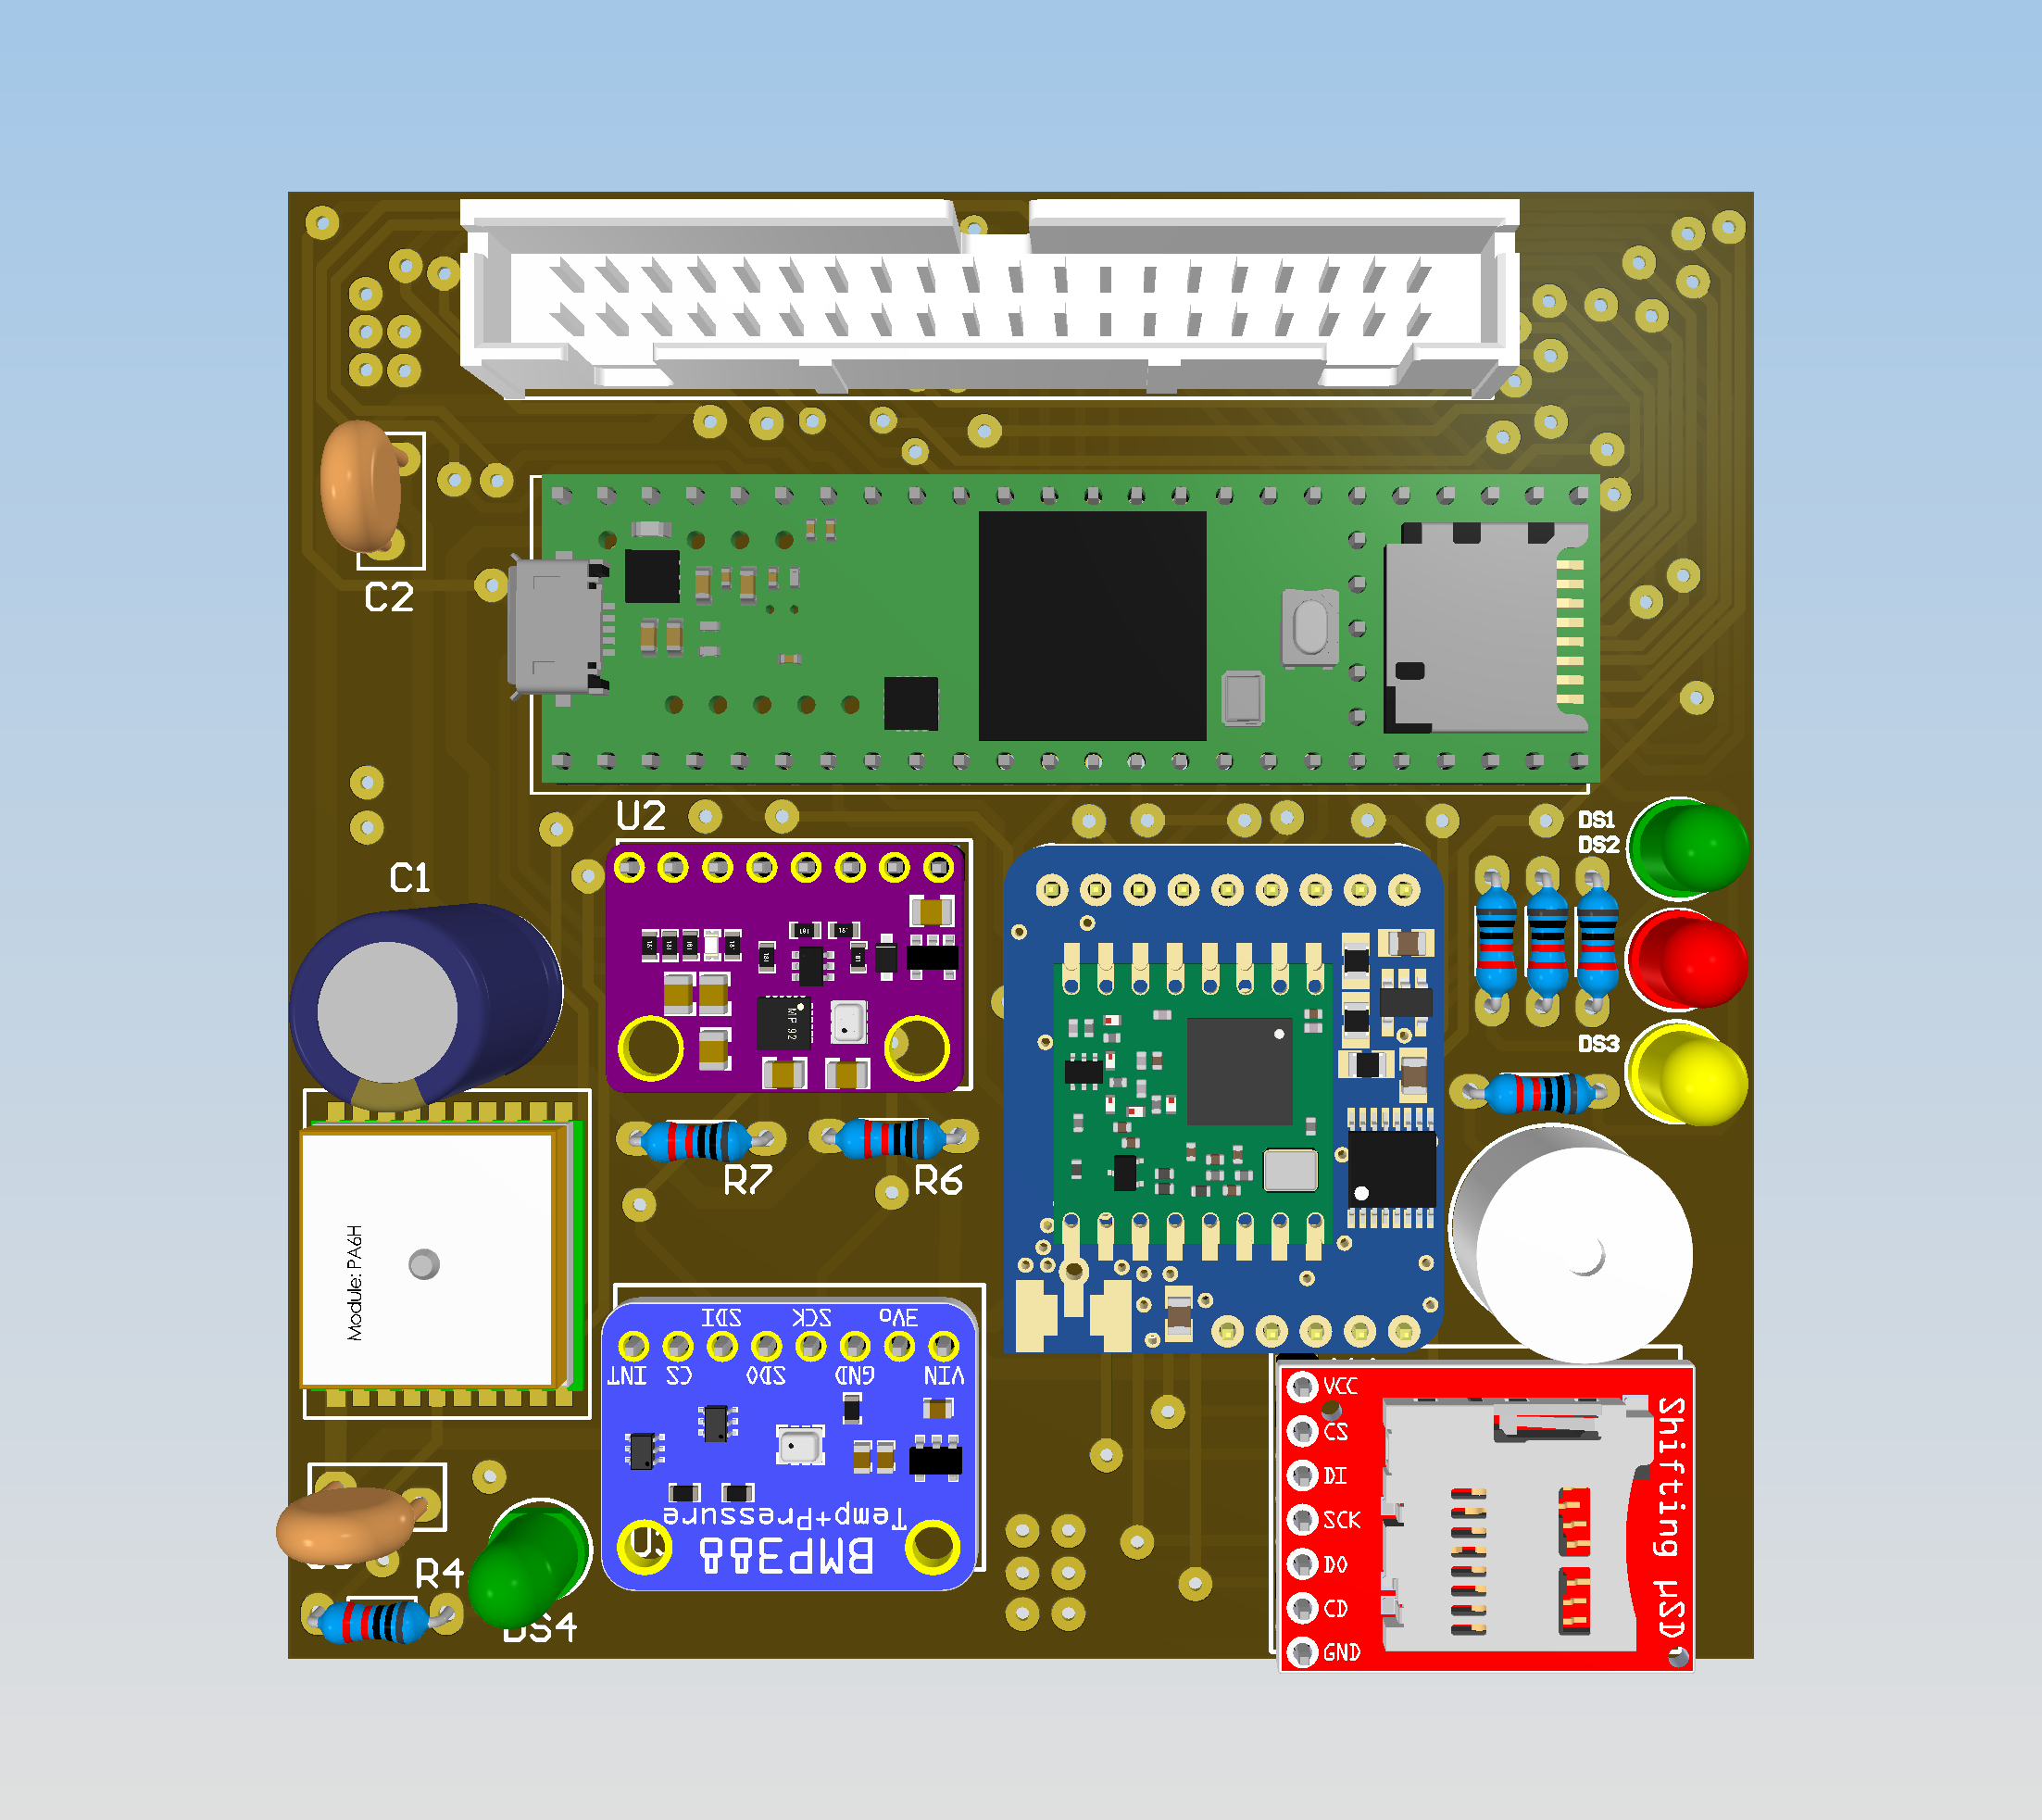 C2
U2
DS1
DS2
C1
DS3
MP92
R7
R6
Module: PA6H
SDI
SCK
3Vo
INT
CS
SDO
GND
VIN
Temp+Pressure
BMP388
VCC
CS
DI
SCK
DO
CD
GND
Shifting µSD
R4
DS4